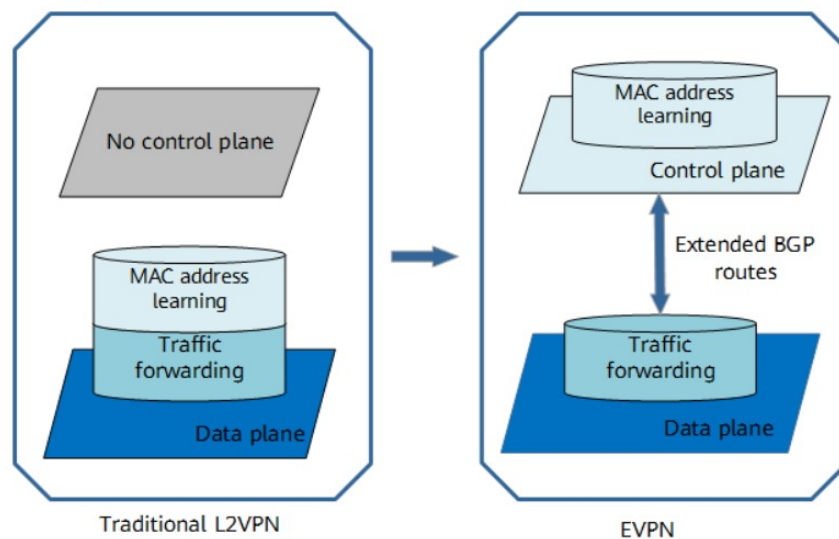 No control plane
MAC address
learning
Traffic
forwarding
Data plane
Traditional L2VPN
MAC address
learning
Control plane
Extended BGP
routes
Traffic
forwarding
Data plane
EVPN